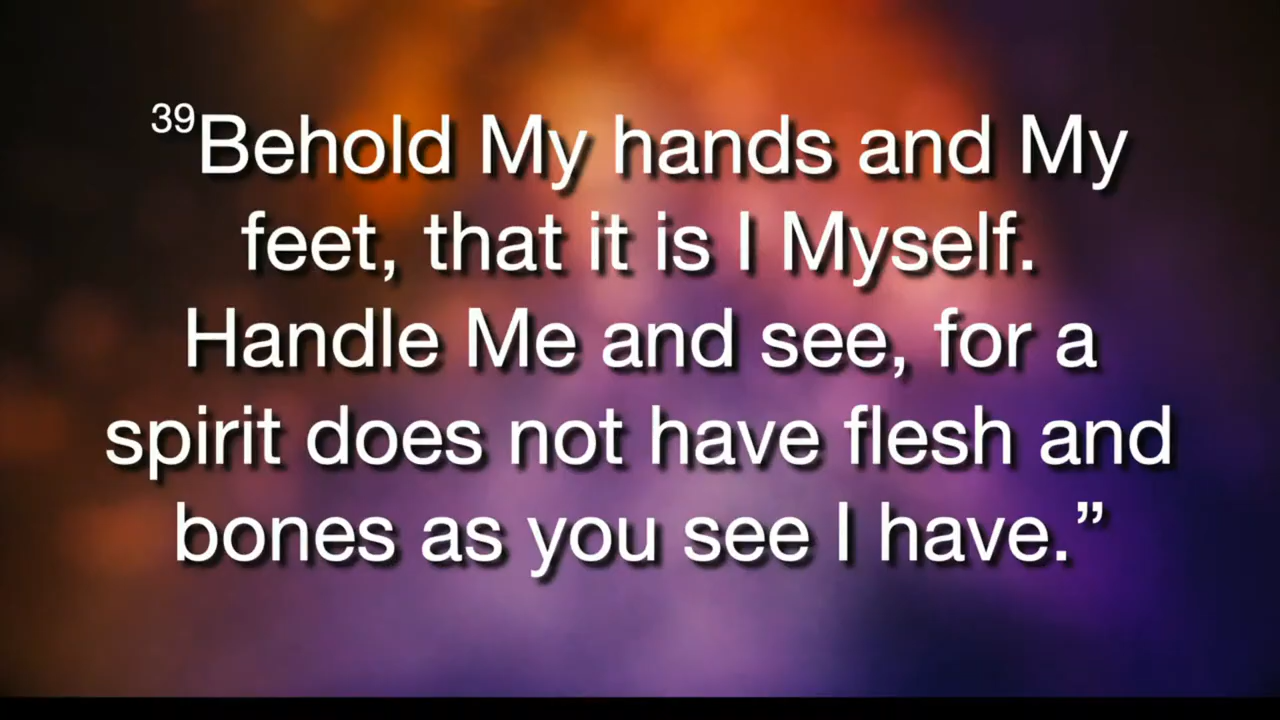 39Behold My hands and My
feet, that it is I Myself.
Handle Me and see, for a
spirit does not have flesh and
bones as you see I have.”